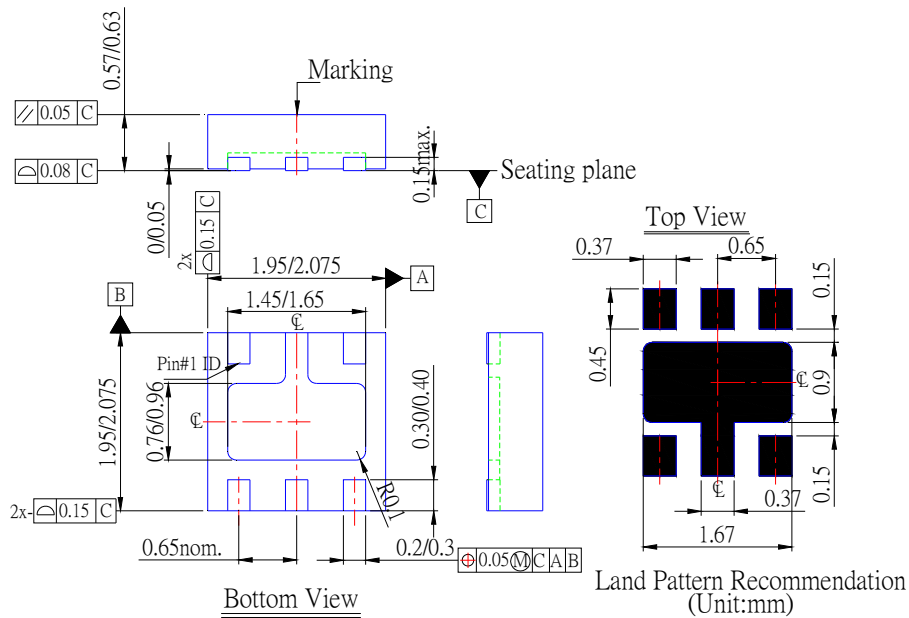 0.57/0.63
Marking
// 0.05 C
⌓ 0.08 C
0/0.05
0.15max.
Seating plane
C
2x ⌓ 0.15 C
1.95/2.075
A
B
1.45/1.65
℄
Pin#1 ID
0.76/0.96
℄
1.95/2.075
0.30/0.40
R0.1
2x-⌓ 0.15 C
0.65nom.
0.2/0.3
⌖ 0.05 Ⓜ C A B
Bottom View
Top View
0.37
0.65
0.15
0.45
℄
0.9
0.15
℄
0.37
1.67
Land Pattern Recommendation
(Unit:mm)